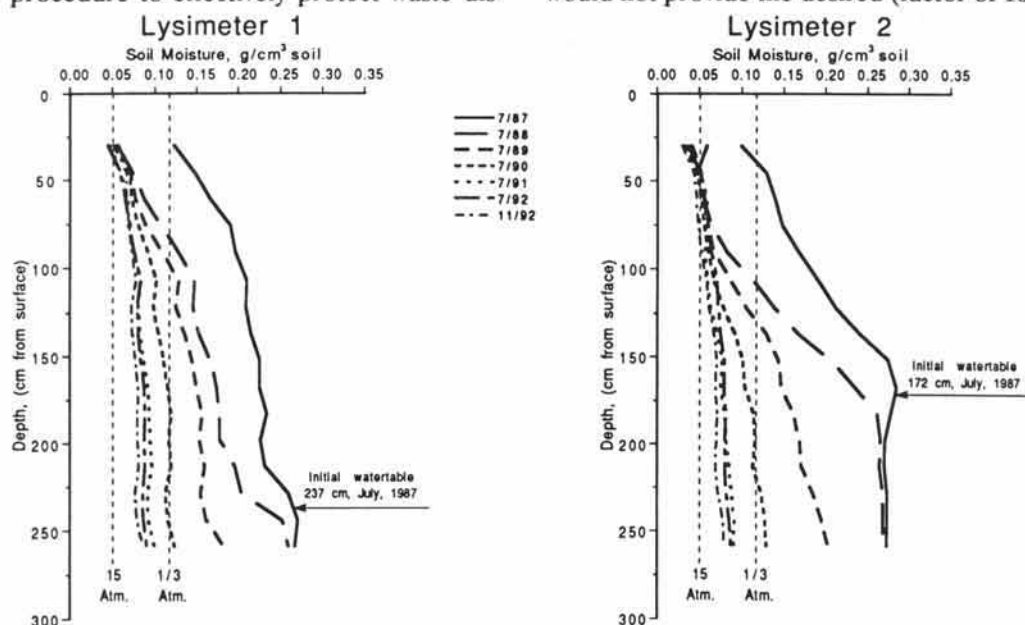 procedure to effectively protect waste dis-
would not provide the desired (factor of 10
Lysimeter 1
Soil Moisture, g/cm³ soil
0.00 0.05 0.10 0.15 0.20 0.25 0.30 0.35
0
50
100
150
200
250
300
Depth, (cm from surface)
Initial watertable
237 cm, July, 1987
15
Atm.
1/3
Atm.
7/87
7/88
7/89
7/90
7/91
7/92
11/92
Lysimeter 2
Soil Moisture, g/cm³ soil
0.00 0.05 0.10 0.15 0.20 0.25 0.30 0.35
0
50
100
150
200
250
300
Depth, (cm from surface)
Initial watertable
172 cm, July, 1987
15
Atm.
1/3
Atm.